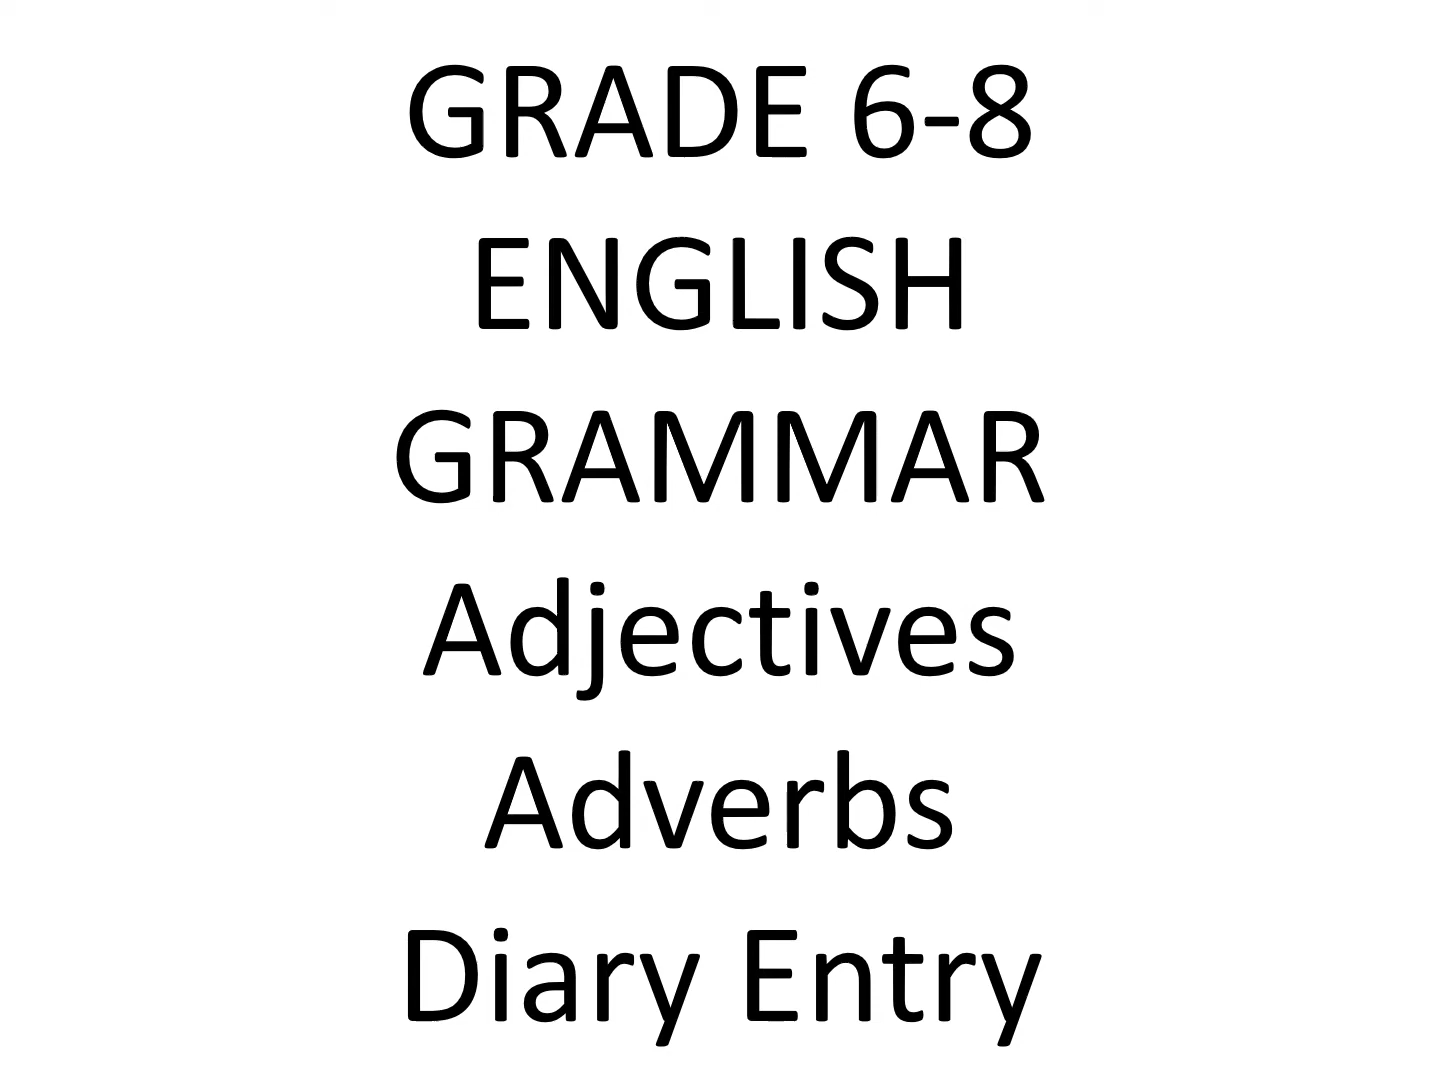 GRADE 6-8
ENGLISH
GRAMMAR
Adjectives
Adverbs
Diary Entry